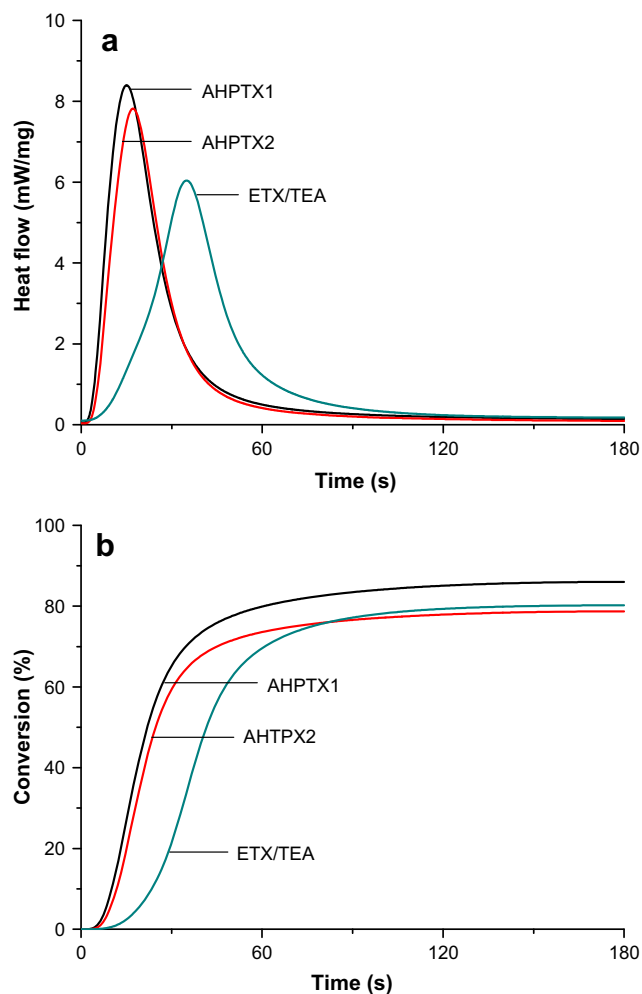 a
10
8
6
4
2
0
Heat flow (mW/mg)
AHPTX1
AHPTX2
ETX/TEA
0
60
120
180
Time (s)
b
100
80
60
40
20
0
Conversion (%)
AHPTX1
AHTPX2
ETX/TEA
0
60
120
180
Time (s)